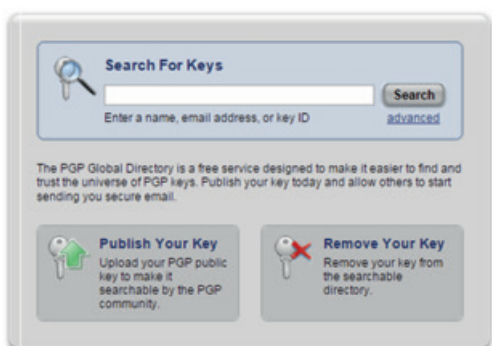 Search For Keys
Search
Enter a name, email address, or key ID
advanced
The PGP Global Directory is a free service designed to make it easier to find and
trust the universe of PGP keys. Publish your key today and allow others to start
sending you secure email.
Publish Your Key
Upload your PGP public
key to make it
searchable by the PGP
community.
Remove Your Key
Remove your key from
the searchable
directory.